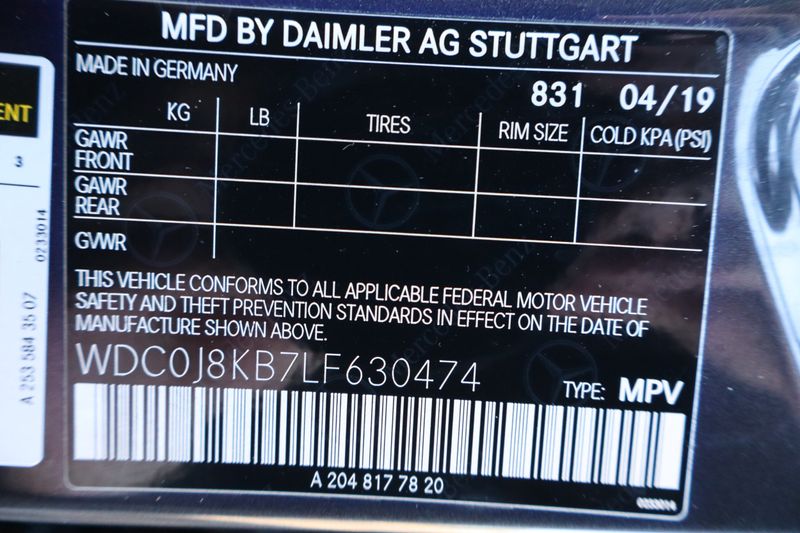 MFD BY DAIMLER AG STUTTGART
MADE IN GERMANY
831 04/19
KG LB TIRES RIM SIZE COLD KPA (PSI)
GAWR
FRONT
GAWR
REAR
GVWR
THIS VEHICLE CONFORMS TO ALL APPLICABLE FEDERAL MOTOR VEHICLE
SAFETY AND THEFT PREVENTION STANDARDS IN EFFECT ON THE DATE OF
MANUFACTURE SHOWN ABOVE.
WDC0J8KB7LF630474
TYPE: MPV
A 204 817 78 20
0233014
ENT
3
0233014
A 253 584 35 07
Mercedes-Benz